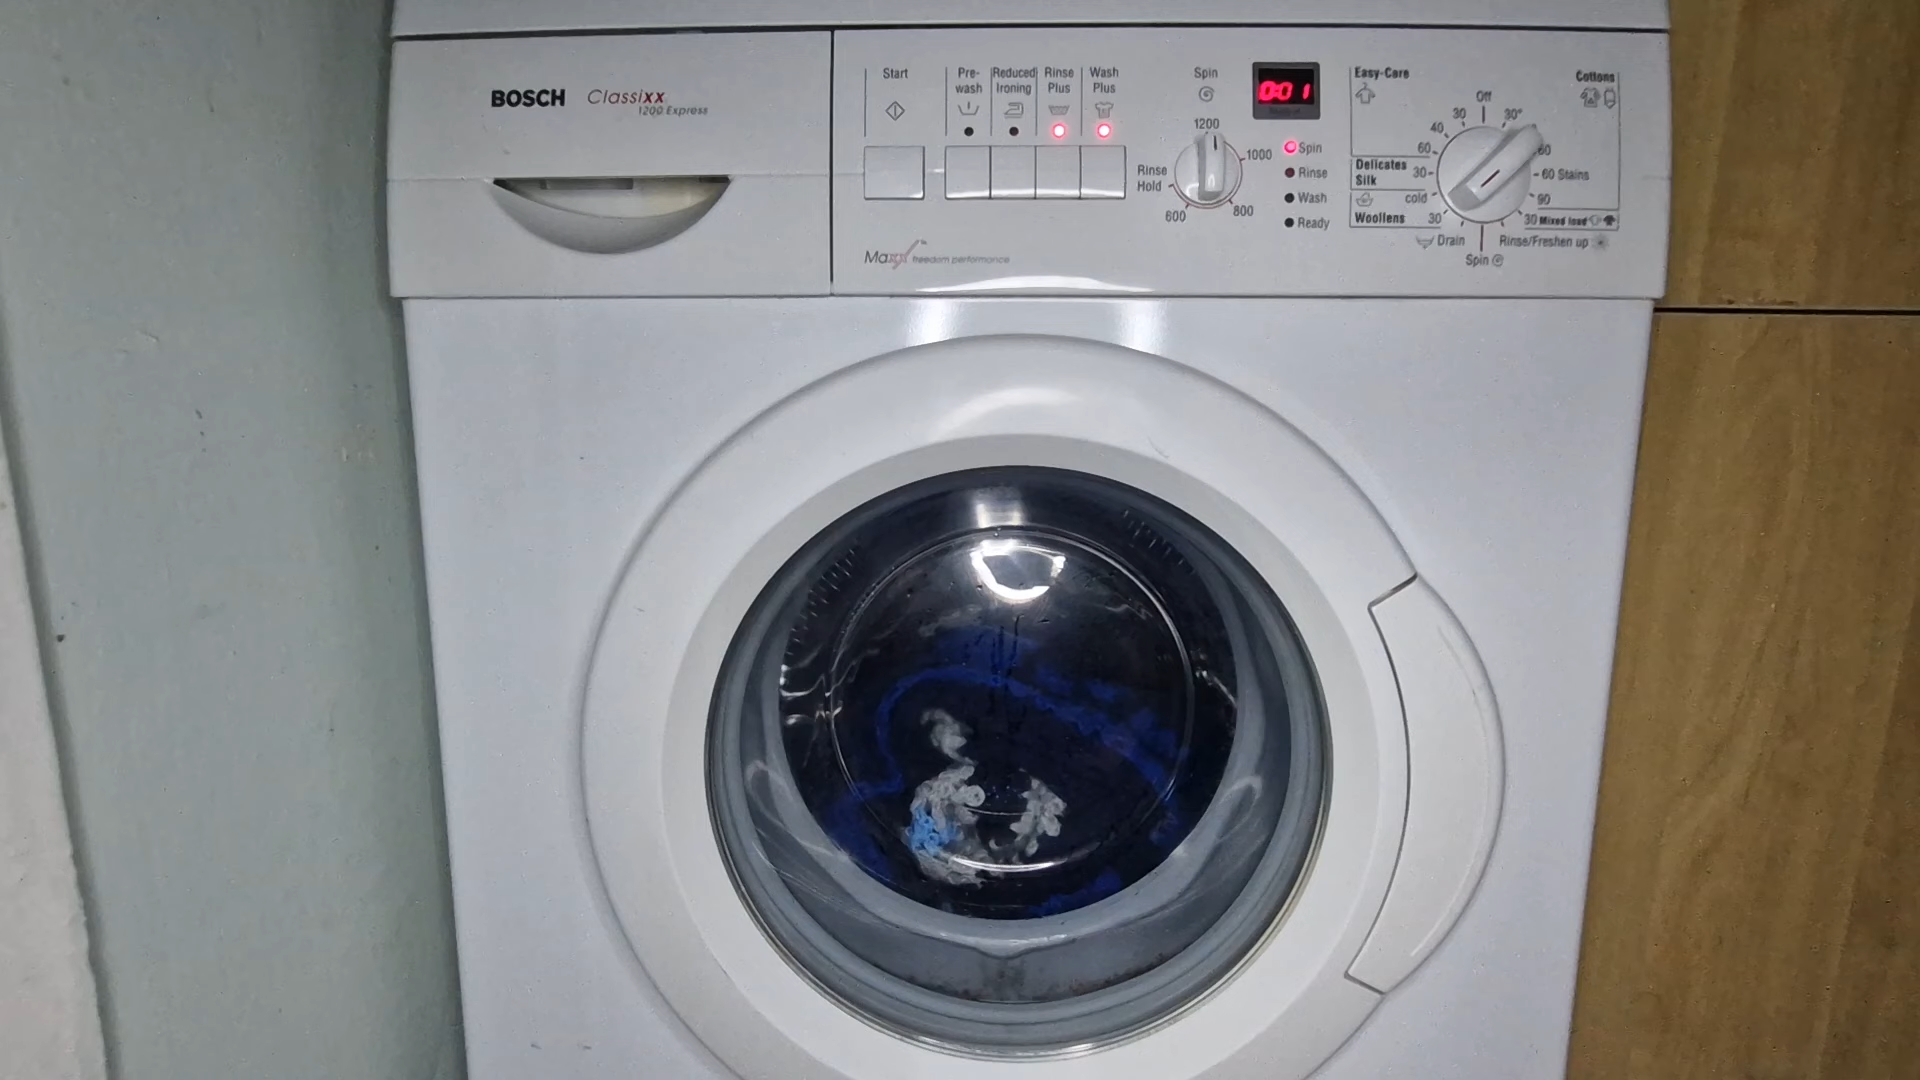 BOSCH Classixx
1200 Express
Start
Pre-
wash
Reduced
Ironing
Rinse
Plus
Wash
Plus
Spin
1200
1000
800
600
Rinse
Hold
0:01
Spin
Rinse
Wash
Ready
Easy-Care
Cottons
Off
30
40
60
30°
60
60 Stains
90
Delicates
Silk
30
cold
Woollens
30
30 Mixed load
Drain
Rinse/Freshen up
Spin
Maxx freedom performance